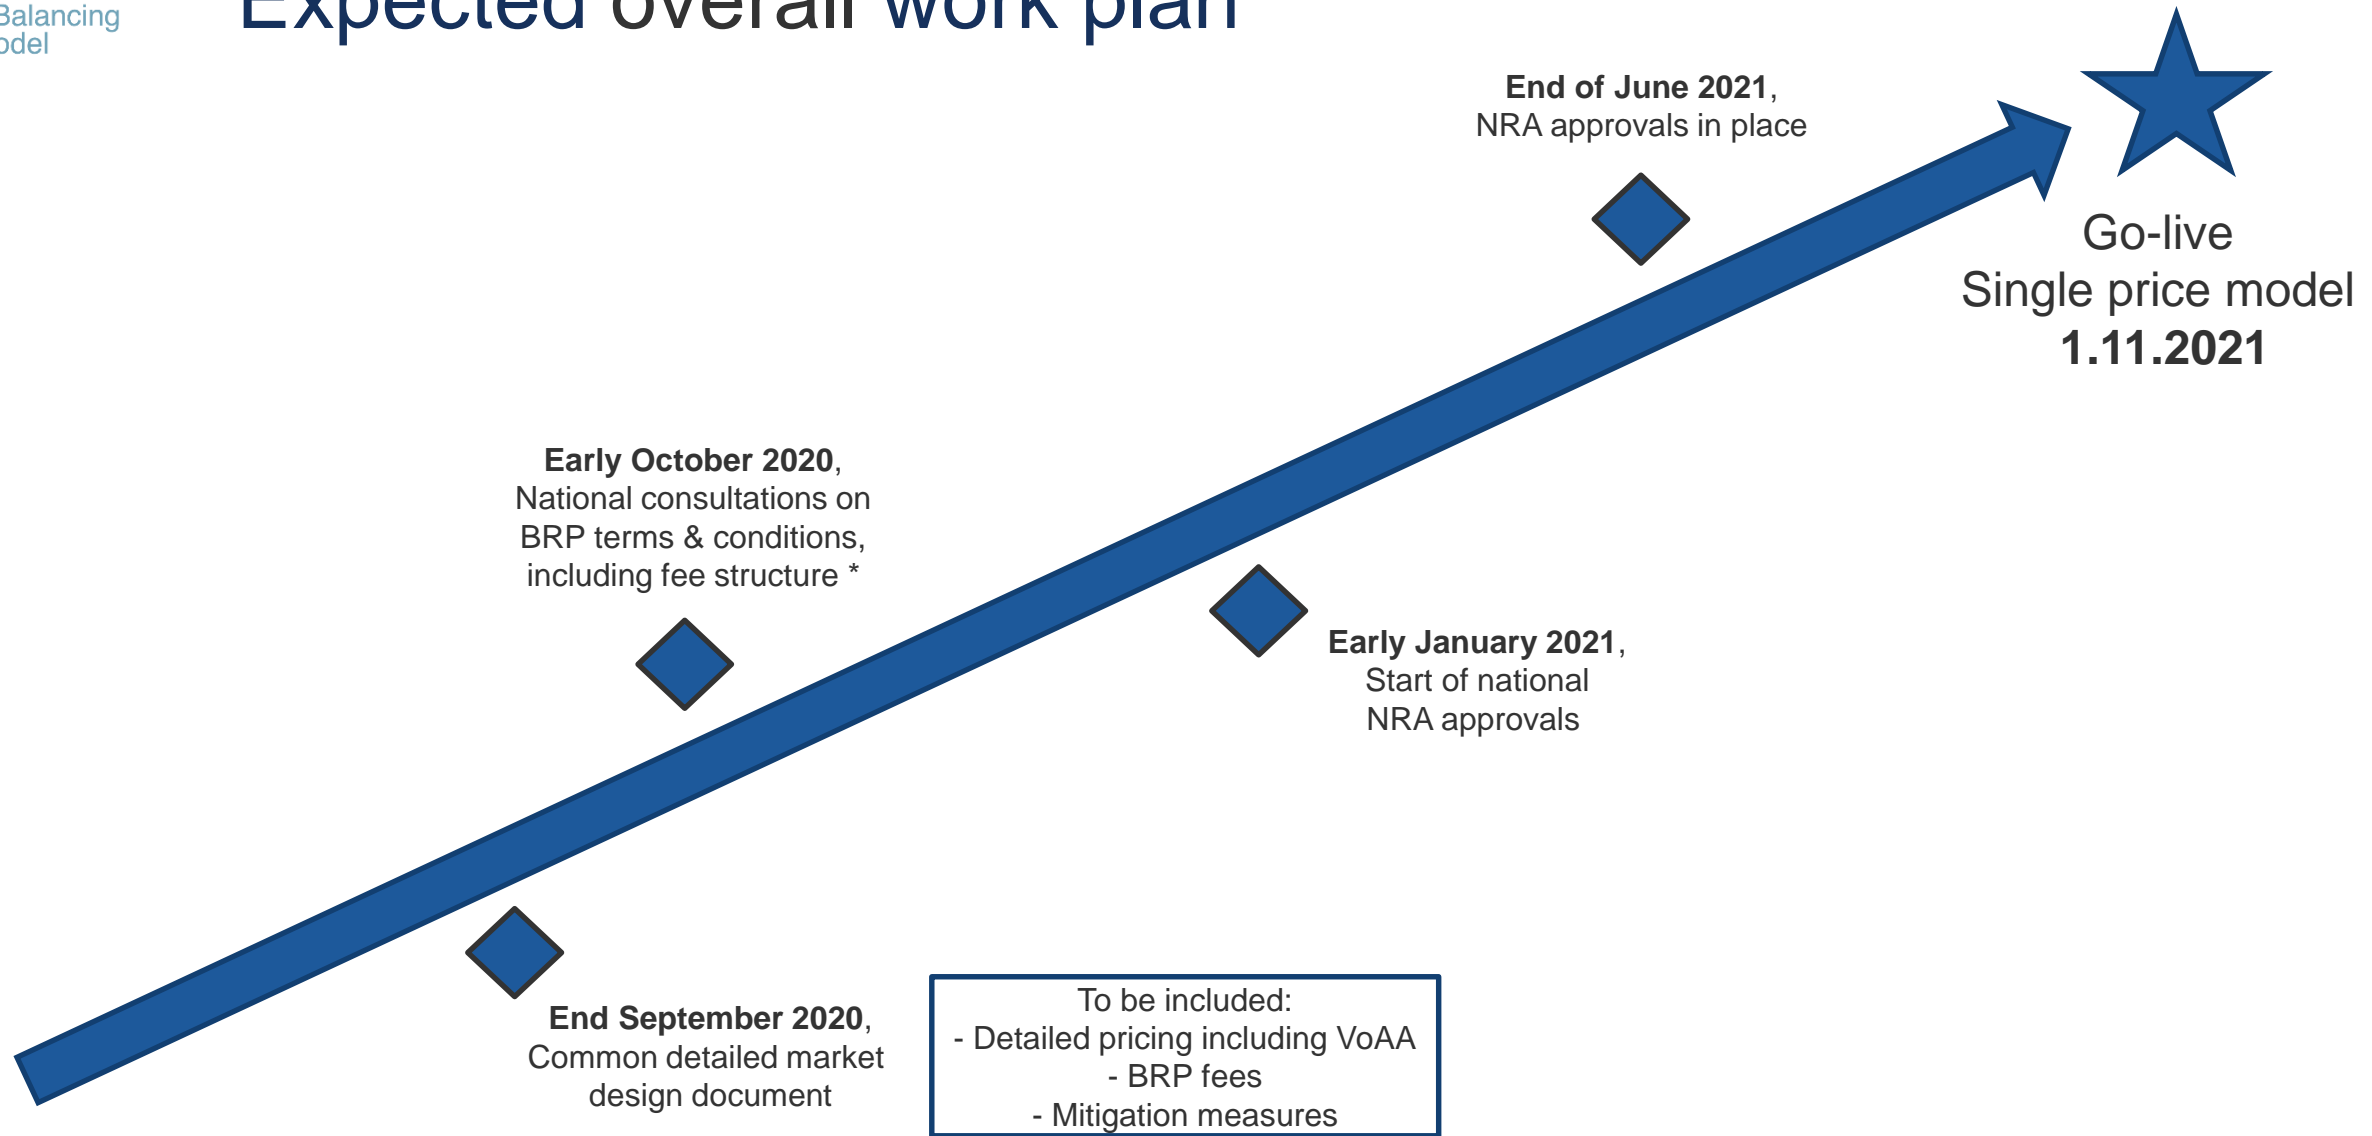 Balancing
Expected overall work plan
End of June 2021,
NRA approvals in place
Go-live
Single price model
1.11.2021
Early October 2020,
National consultations on
BRP terms & conditions,
including fee structure *
Early January 2021,
Start of national
NRA approvals
End September 2020,
Common detailed market
design document
To be included:
- Detailed pricing including VoAA
- BRP fees
- Mitigation measures